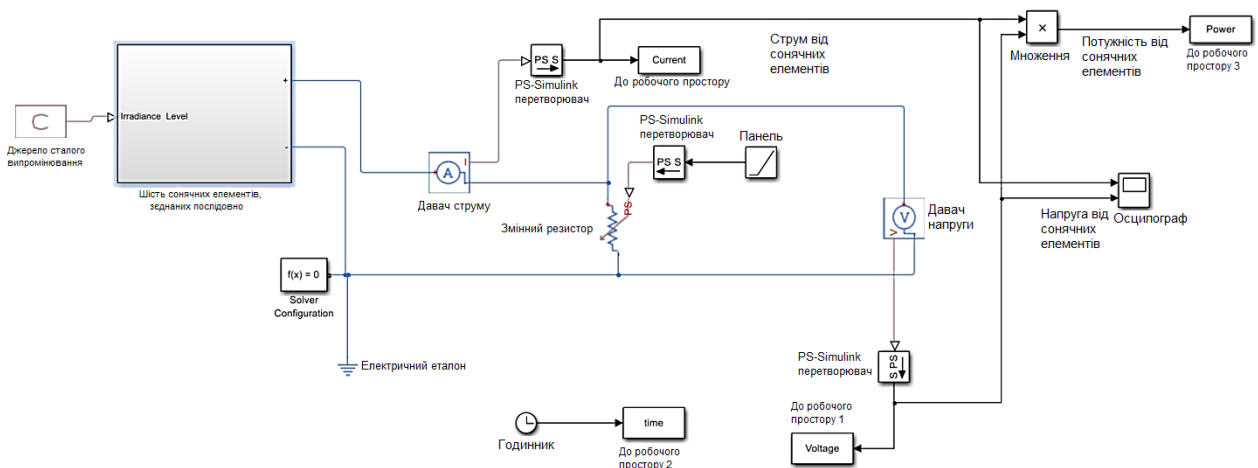 Power
Множення
Потужність від
сонячних
елементів
До робочого
простору 3
Струм від
сонячних
елементів
PS S
Current
PS-Simulink
перетворювач
До робочого простору
+
Irradiance Level
-
C
Джерело сталого
випромінювання
Шість сонячних елементів,
зєднаних послідовно
A
I
Давач струму
PS-Simulink
перетворювач
PS S
Панель
PS
Змінний резистор
V
V
Давач
напруги
Напруга від
сонячних
елементів
Осципограф
f(x) = 0
Solver
Configuration
Електричний еталон
PS-Simulink
перетворювач
S PS
До робочого
простору 1
Voltage
Годинник
time
До робочого
простору 2